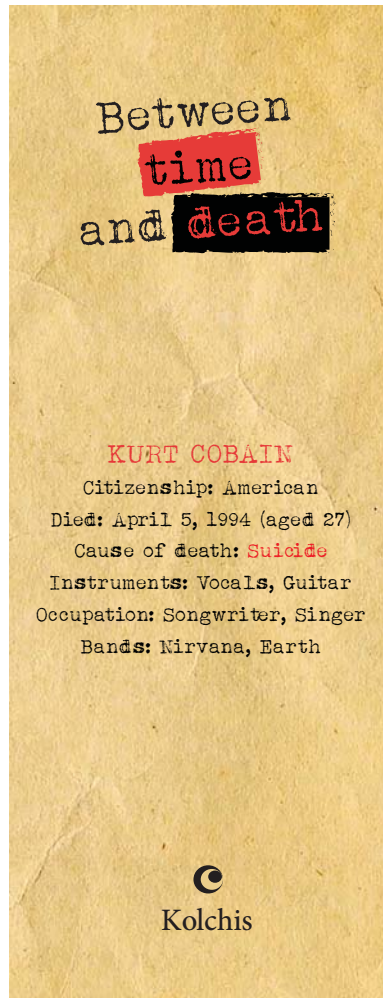 Between
time
and death
KURT COBAIN
Citizenship: American
Died: April 5, 1994 (aged 27)
Cause of death: Suicide
Instruments: Vocals, Guitar
Occupation: Songwriter, Singer
Bands: Nirvana, Earth
Kolchis